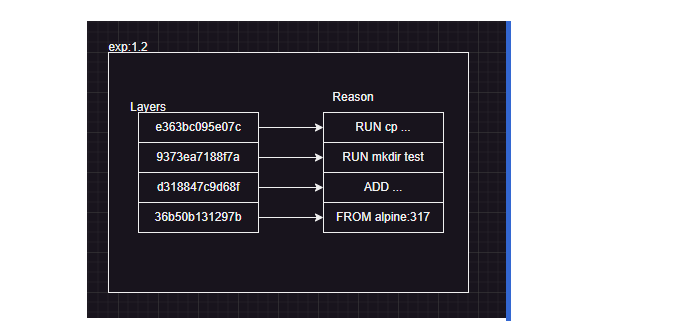 exp:1.2
Reason
Layers
e363bc095e07c RUN cp ...
9373ea7188f7a RUN mkdir test
d318847c9d68f ADD ...
36b50b131297b FROM alpine:317